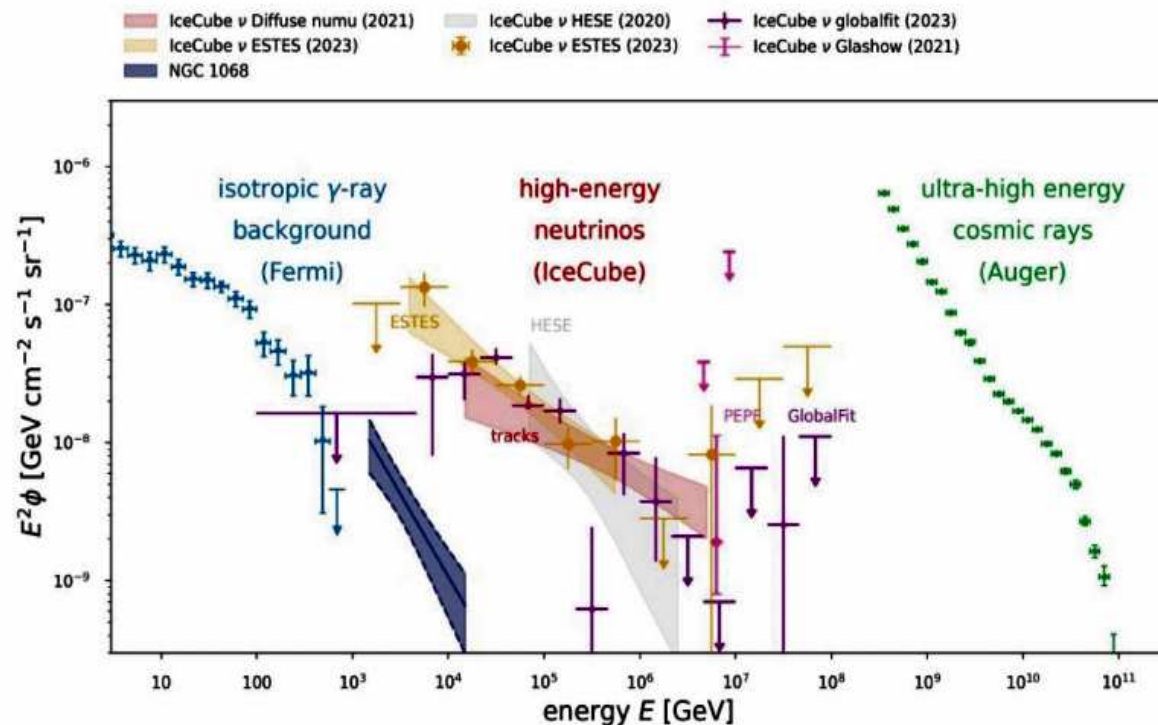 IceCube ν Diffuse numu (2021)
IceCube ν ESTES (2023)
NGC 1068
IceCube ν HESE (2020)
IceCube ν ESTES (2023)
IceCube ν globalfit (2023)
IceCube ν Glashow (2021)
isotropic γ-ray
background
(Fermi)
high-energy
neutrinos
(IceCube)
ultra-high energy
cosmic rays
(Auger)
ESTES
HESE
tracks
PEPE
GlobalFit
10⁻⁶
10⁻⁷
10⁻⁸
10⁻⁹
E²ϕ [GeV cm⁻² s⁻¹ sr⁻¹]
10 100 10³ 10⁴ 10⁵ 10⁶ 10⁷ 10⁸ 10⁹ 10¹⁰ 10¹¹
energy E [GeV]